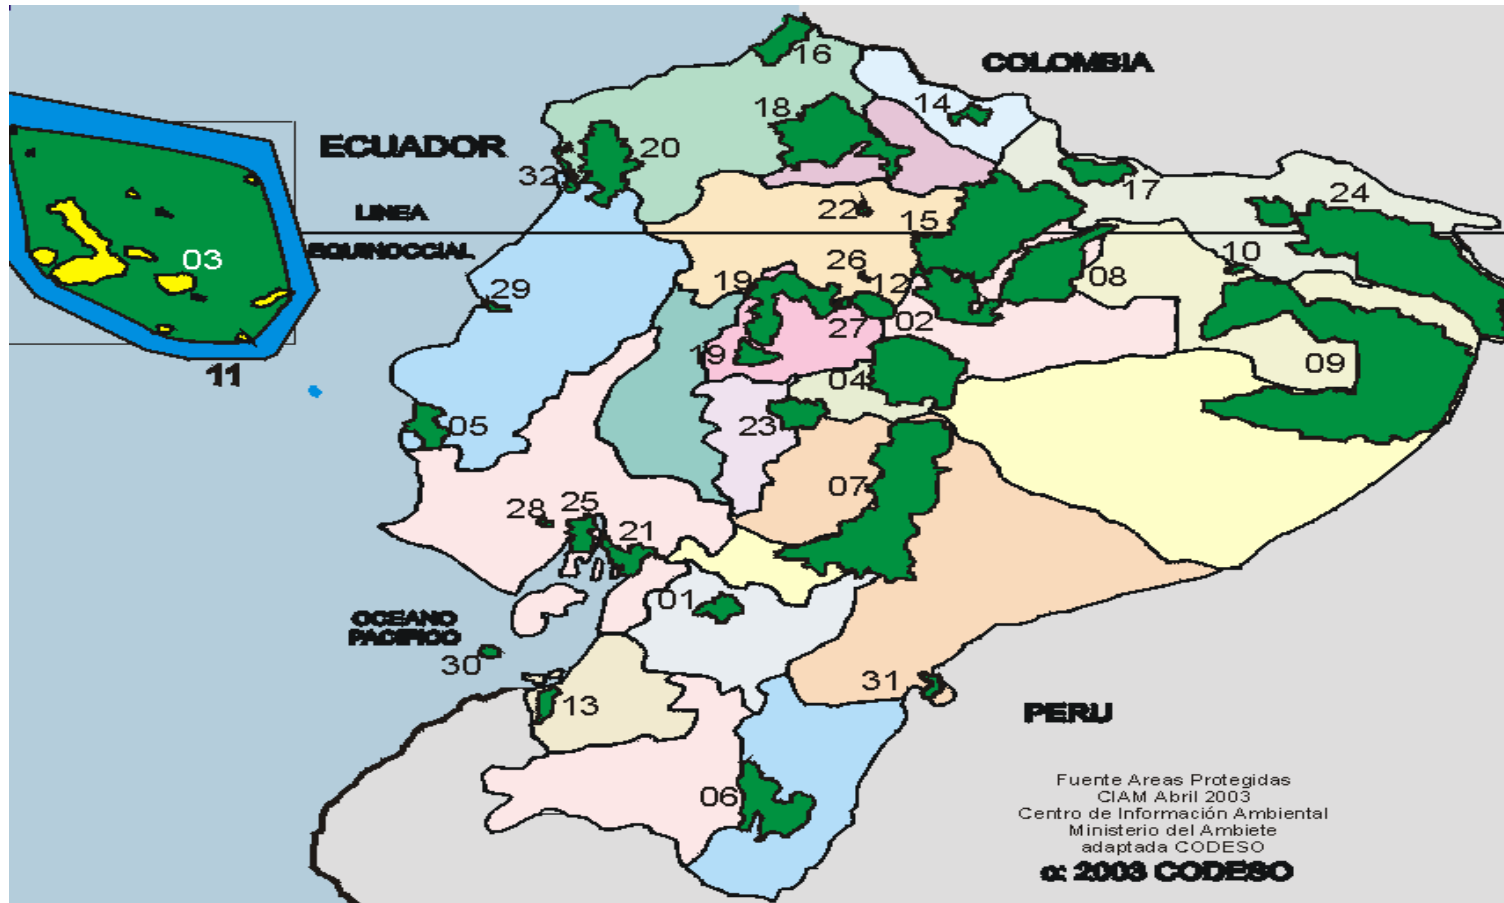 16
COLOMBIA
18
14
ECUADOR
20
32
17
24
LINEA
22
15
EQUINOCCIAL
03
26
10
19
12
08
29
02
27
11
19
04
09
05
23
07
28
25
21
01
OCEANO
PACIFICO
30
31
13
PERU
06
Fuente Areas Protegidas
CIAM Abril 2003
Centro de Información Ambiental
Ministerio del Ambiete
adaptada CODESO
α: 2003 CODESO